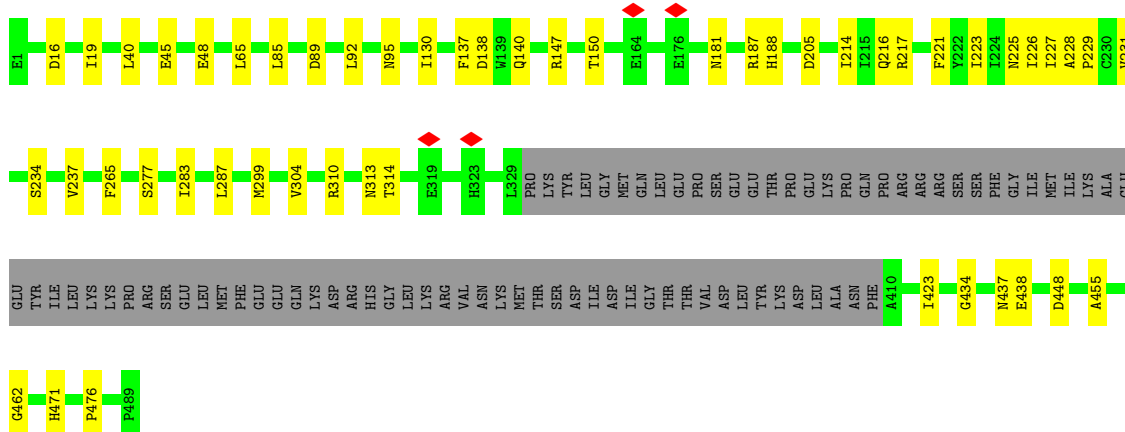 E1 D16 I19 L40 E45 E48 L65 L85 D89 L92 N95 I130 F137 D138 W139 Q140 R147 T150 E164 E176 N181 R187 H188 D205 I214 I215 Q216 R217 F221 Y222 I223 I224 N225 I226 I227 A228 P229 C230
S234 V237 F265 S277 I283 L287 M299 V304 R310 N313 T314 E319 H323 L329 PRO LYS TYR LEU GLY MET GLN LEU GLU PRO SER GLU GLU THR PRO GLU LYS PRO GLN PRO ARG ARG ARG SER SER PHE GLY ILE MET ILE LYS ALA
GLU TYR ILE LEU LYS LYS PRO ARG SER GLU LEU MET PHE GLU GLU GLN LYS ASP ARG HIS GLY LEU LYS ARG VAL ASN LYS MET THR SER ASP ILE ASP ILE GLY THR THR VAL ASP LEU TYR LYS ASP LEU ALA ASN PHE A410 I423 G434 N437 E438 D448 A455
G462 H471 P476 P489